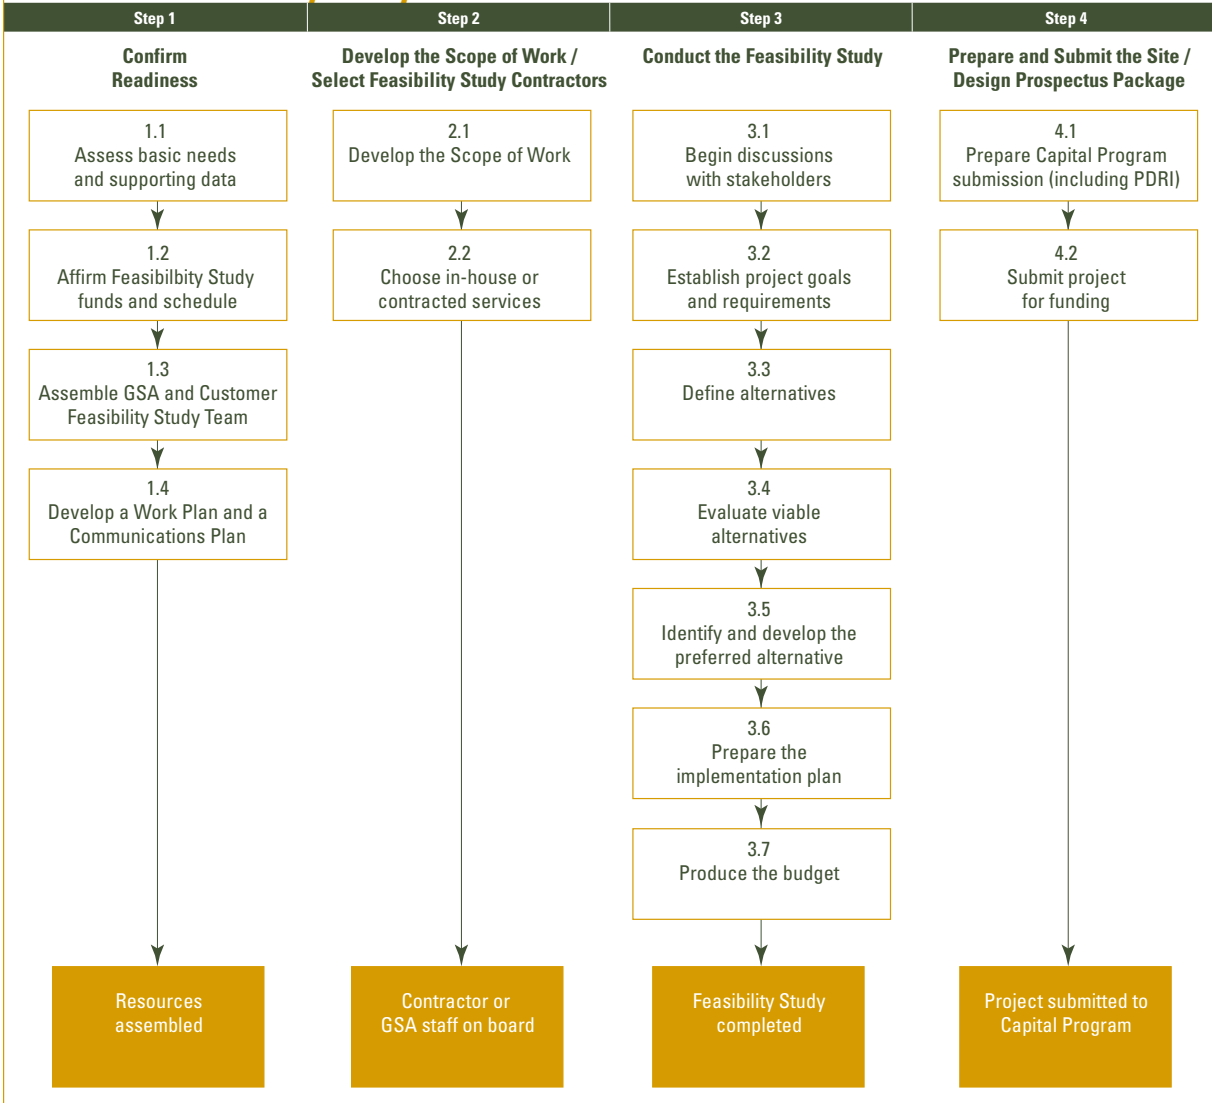 Step 1
Step 2
Step 3
Step 4
Confirm
Readiness
Develop the Scope of Work /
Select Feasibility Study Contractors
Conduct the Feasibility Study
Prepare and Submit the Site /
Design Prospectus Package
1.1
Assess basic needs
and supporting data
1.2
Affirm Feasibilbity Study
funds and schedule
1.3
Assemble GSA and Customer
Feasibility Study Team
1.4
Develop a Work Plan and a
Communications Plan
Resources
assembled
2.1
Develop the Scope of Work
2.2
Choose in-house or
contracted services
Contractor or
GSA staff on board
3.1
Begin discussions
with stakeholders
3.2
Establish project goals
and requirements
3.3
Define alternatives
3.4
Evaluate viable
alternatives
3.5
Identify and develop the
preferred alternative
3.6
Prepare the
implementation plan
3.7
Produce the budget
Feasibility Study
completed
4.1
Prepare Capital Program
submission (including PDRI)
4.2
Submit project
for funding
Project submitted to
Capital Program